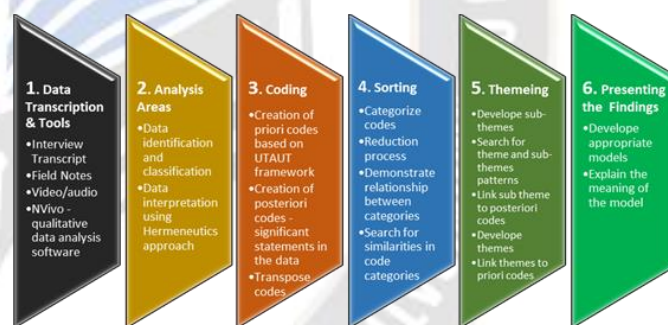 1. Data
Transcription
& Tools
•Interview
Transcript
•Field Notes
•Video/audio
•NVivo -
qualitative
data analysis
software
2. Analysis
Areas
•Data
identification
and
classification
•Data
interpretation
using
Hermeneutics
approach
3. Coding
•Creation of
priori codes
based on
UTAUT
framework
•Creation of
posteriori
codes -
significant
statements in
the data
•Transpose
codes
4. Sorting
•Categorize
codes
•Reduction
process
•Demonstrate
relationship
between
categories
•Search for
similarities in
code
categories
5. Themeing
•Develope sub-
themes
•Search for
theme and sub-
themes
patterns
•Link sub theme
to posteriori
codes
•Develope
themes
•Link themes to
priori codes
6. Presenting
the Findings
•Develope
appropriate
models
•Explain the
meaning of
the model